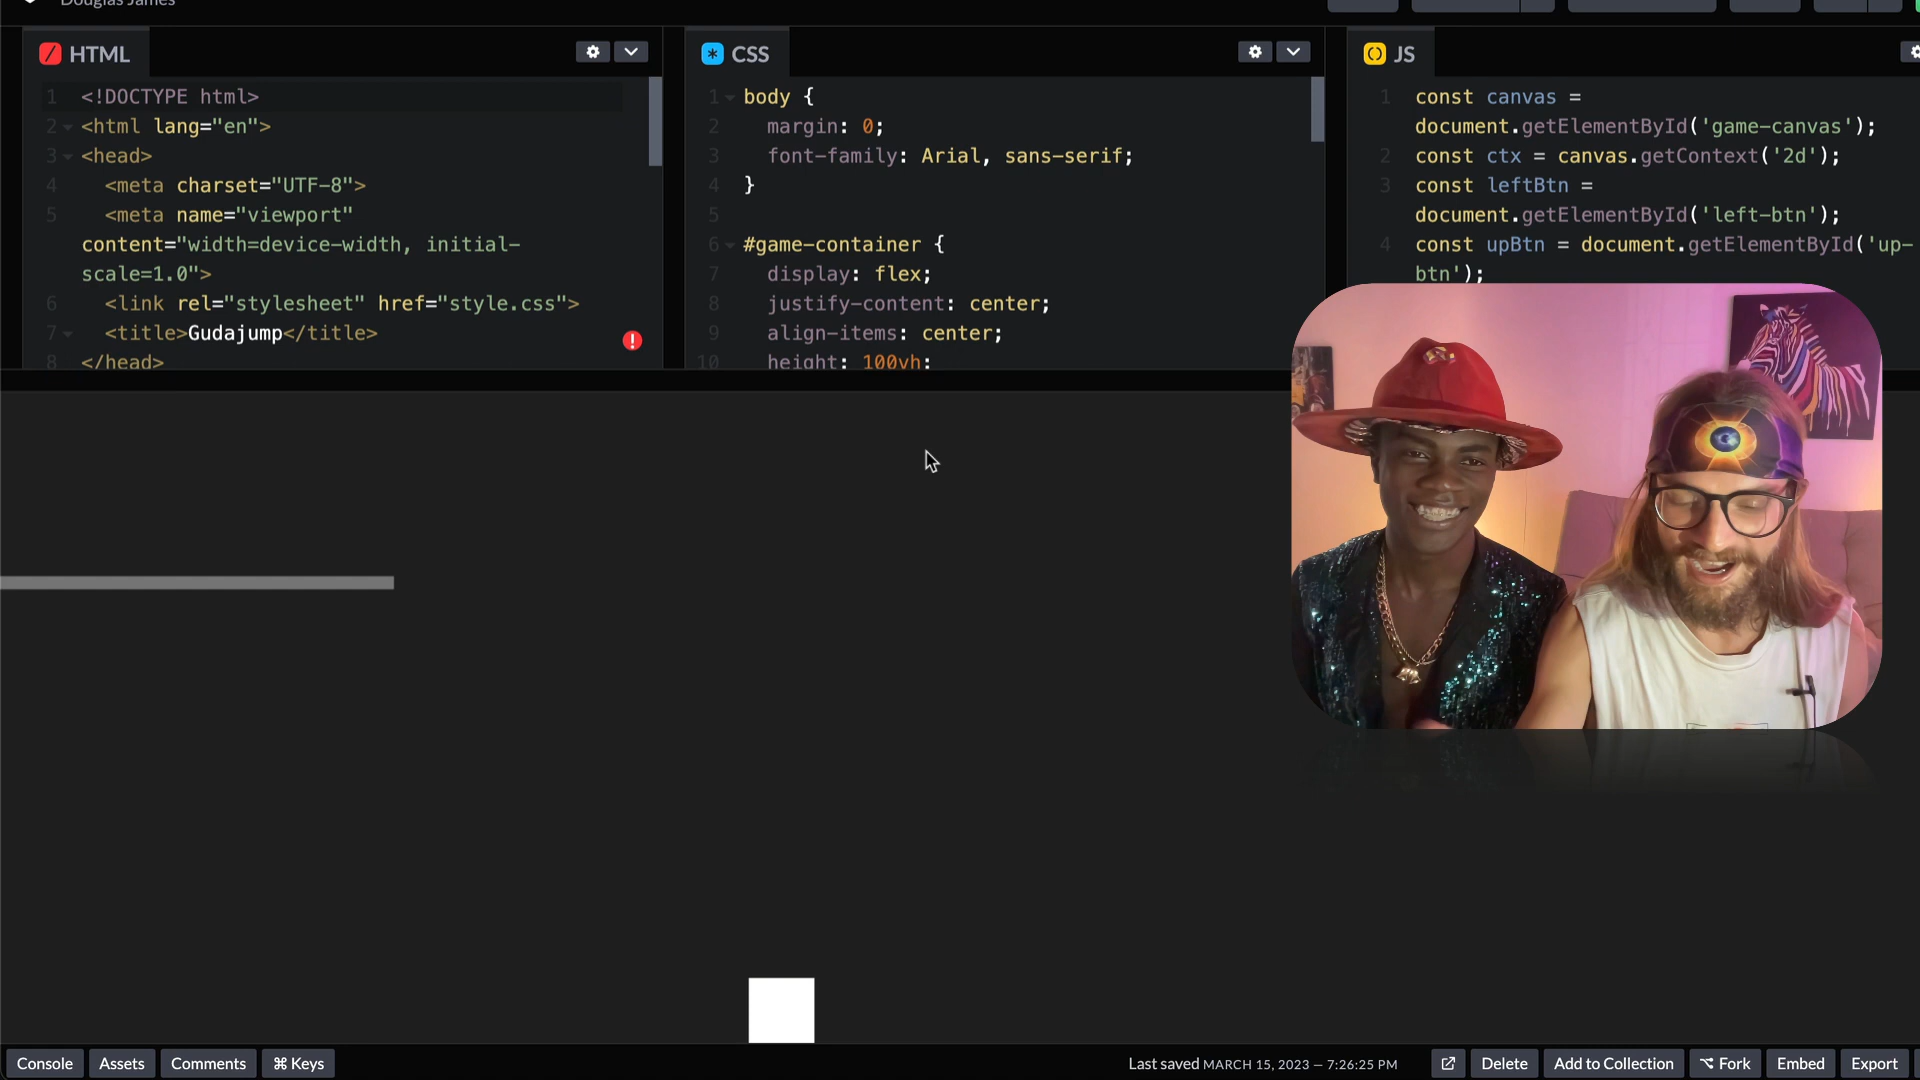 Douglas James
HTML
1 <!DOCTYPE html>
2 <html lang="en">
3 <head>
4 <meta charset="UTF-8">
5 <meta name="viewport"
content="width=device-width, initial-
scale=1.0">
6 <link rel="stylesheet" href="style.css">
7 <title>Gudajump</title>
8 </head>
CSS
1 body {
2 margin: 0;
3 font-family: Arial, sans-serif;
4 }
5
6 #game-container {
7 display: flex;
8 justify-content: center;
9 align-items: center;
10 height: 100vh;
JS
1 const canvas =
document.getElementById('game-canvas');
2 const ctx = canvas.getContext('2d');
3 const leftBtn =
document.getElementById('left-btn');
4 const upBtn = document.getElementById('up-
btn');
Console Assets Comments ⌘ Keys
Last saved MARCH 15, 2023 — 7:26:25 PM
Delete Add to Collection ⌥ Fork Embed Export